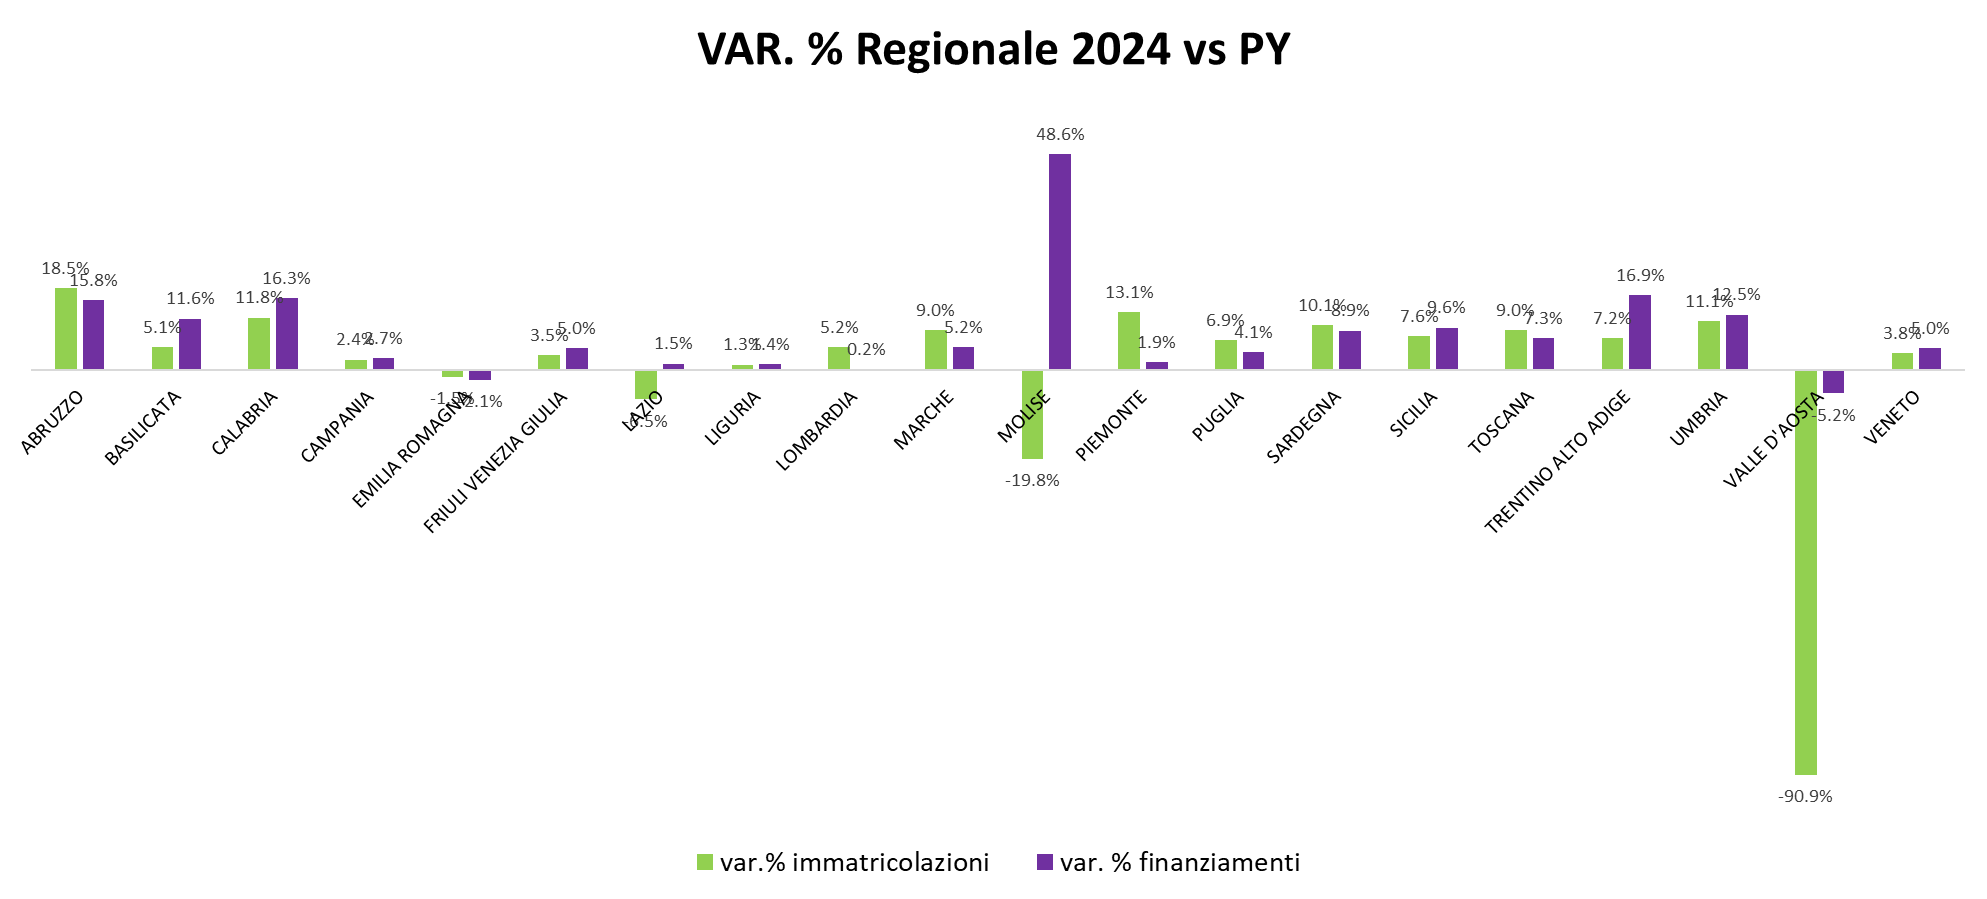 VAR. % Regionale 2024 vs PY
48.6%
18.5%
15.8%
5.1%
11.6%
11.8%
16.3%
2.4%
2.7%
-1.5%
-2.1%
3.5%
5.0%
-6.5%
1.5%
1.3%
1.4%
5.2%
0.2%
9.0%
5.2%
-19.8%
13.1%
1.9%
6.9%
4.1%
10.1%
8.9%
7.6%
9.6%
9.0%
7.3%
7.2%
16.9%
11.1%
12.5%
-90.9%
-5.2%
3.8%
5.0%
ABRUZZO
BASILICATA
CALABRIA
CAMPANIA
EMILIA ROMAGNA
FRIULI VENEZIA GIULIA
LAZIO
LIGURIA
LOMBARDIA
MARCHE
MOLISE
PIEMONTE
PUGLIA
SARDEGNA
SICILIA
TOSCANA
TRENTINO ALTO ADIGE
UMBRIA
VALLE D'AOSTA
VENETO
var.% immatricolazioni
var. % finanziamenti